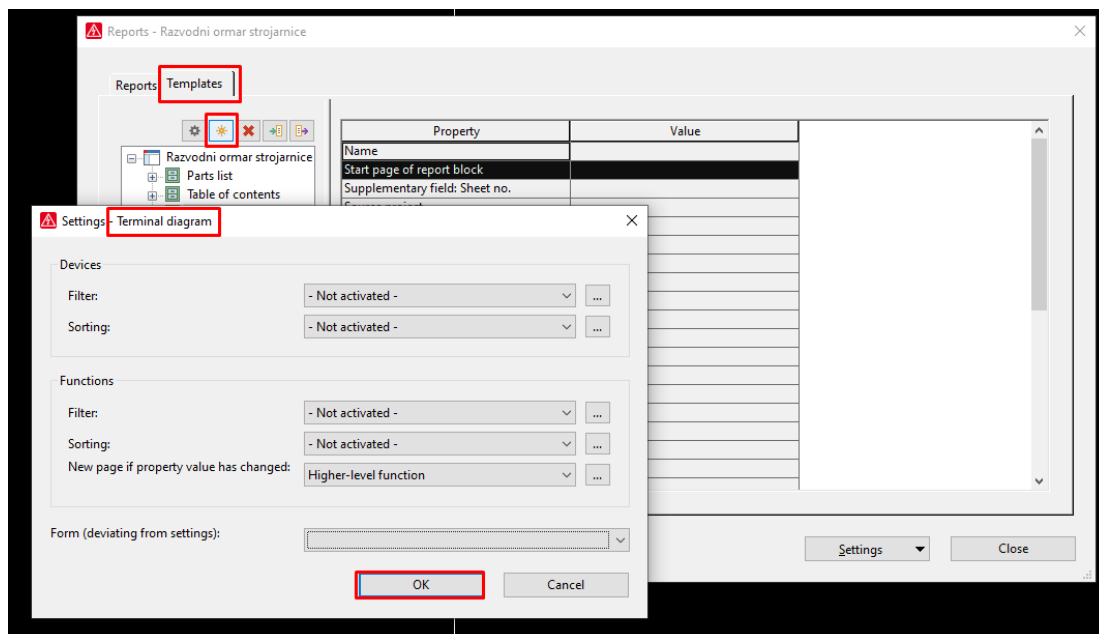 Reports - Razvodni ormar strojarnice
Reports
Templates
Property
Value
Razvodni ormar strojarnice
Parts list
Table of contents
Name
Start page of report block
Supplementary field: Sheet no.
Source project
Settings - Terminal diagram
Devices
Filter:
- Not activated -
...
Sorting:
- Not activated -
...
Functions
Filter:
- Not activated -
...
Sorting:
- Not activated -
...
New page if property value has changed:
Higher-level function
...
Form (deviating from settings):
OK
Cancel
Settings
Close